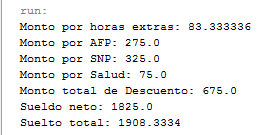 run:
Monto por horas extras: 83.333336
Monto por AFP: 275.0
Monto por SNP: 325.0
Monto por Salud: 75.0
Monto total de Descuento: 675.0
Sueldo neto: 1825.0
Suelto total: 1908.3334